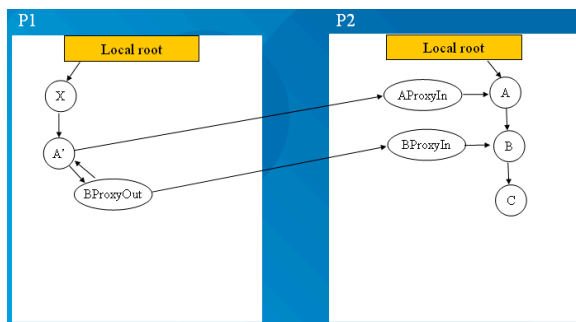 P1
P2
Local root
Local root
X
AProxyIn
A
A'
BProxyIn
B
BProxyOut
C